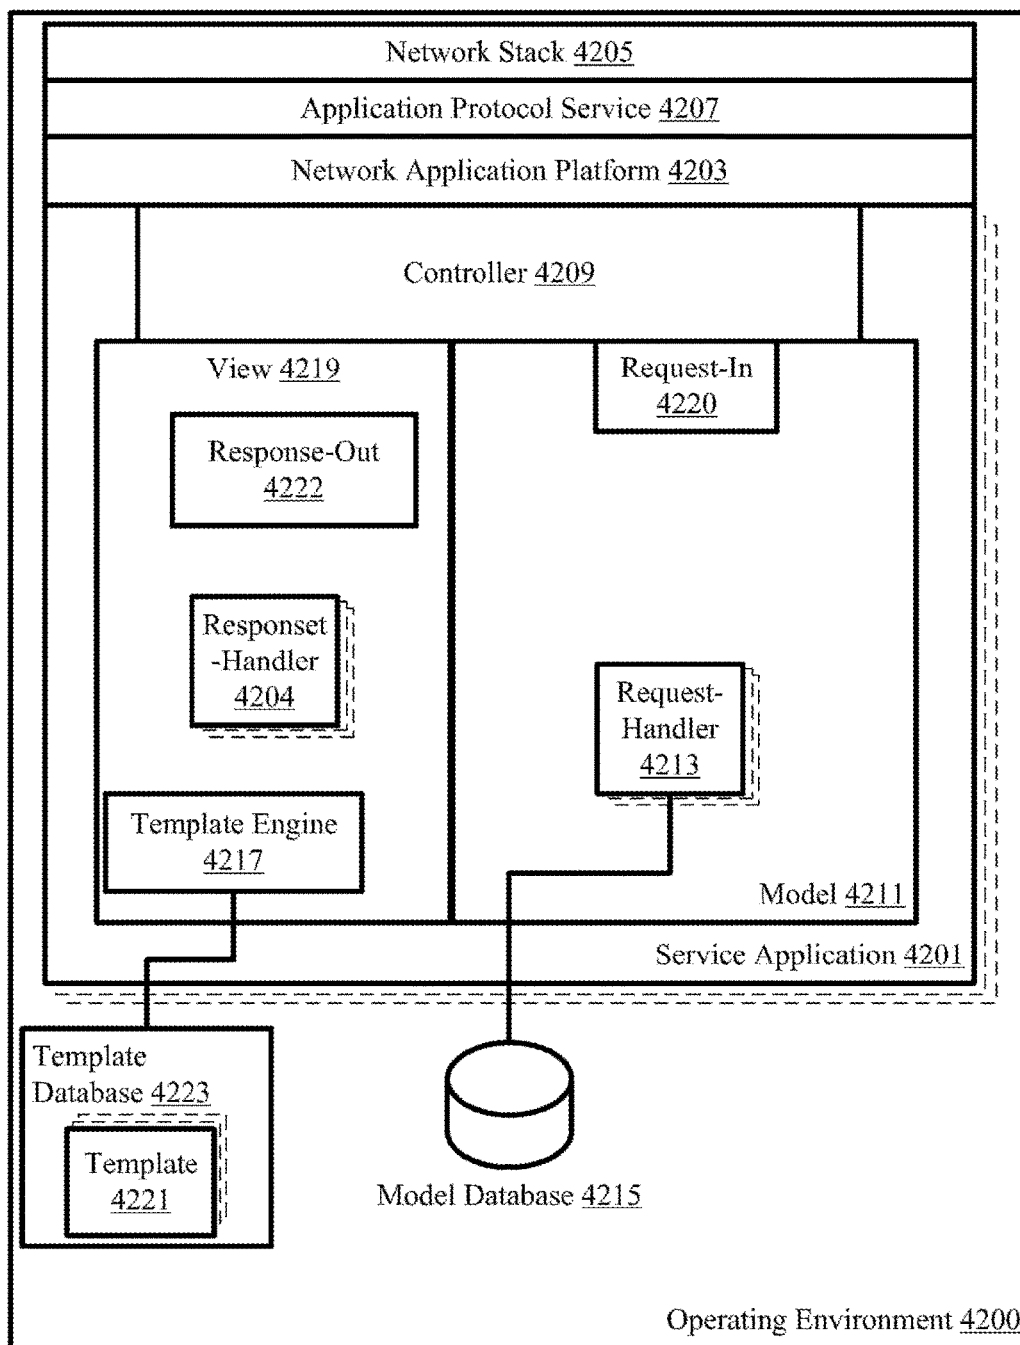 Network Stack 4205
Application Protocol Service 4207
Network Application Platform 4203
Controller 4209
View 4219
Response-Out
4222
Responset
-Handler
4204
Template Engine
4217
Request-In
4220
Request-
Handler
4213
Model 4211
Service Application 4201
Template
Database 4223
Template
4221
Model Database 4215
Operating Environment 4200